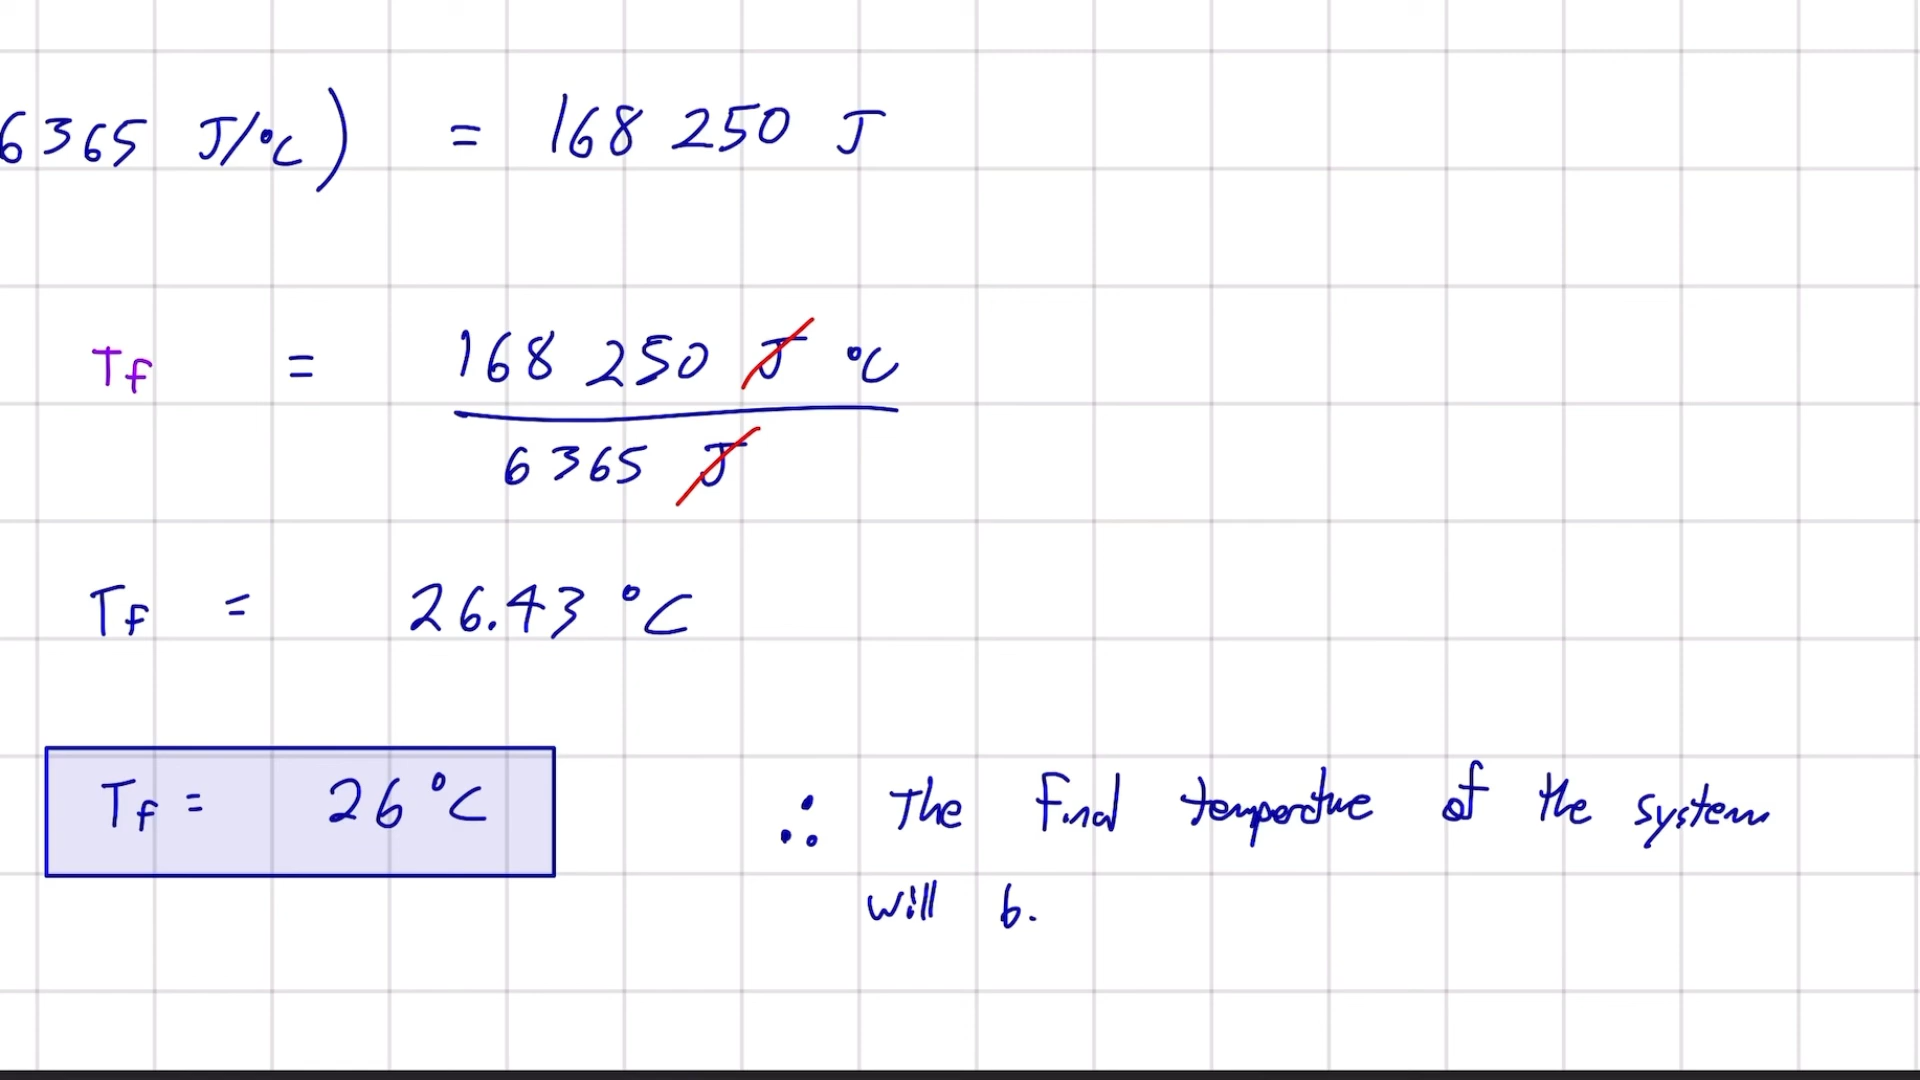 6365 J/°C) = 168 250 J
Tf = 168 250 J °C
6365 J
Tf = 26.43 °C
Tf = 26 °C
∴ The final temperature of the system
will b